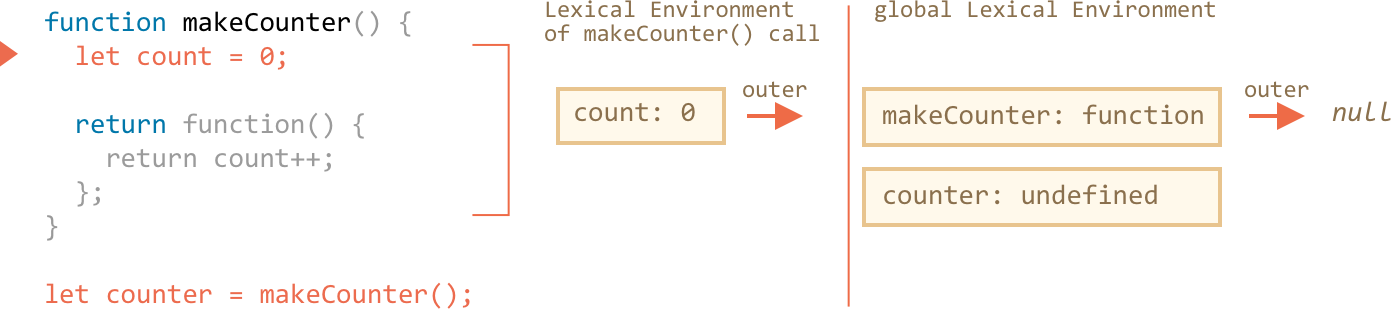 function makeCounter() {
  let count = 0;

  return function() {
    return count++;
  };
}

let counter = makeCounter();
Lexical Environment
of makeCounter() call
count: 0
outer
global Lexical Environment
makeCounter: function
counter: undefined
outer
null